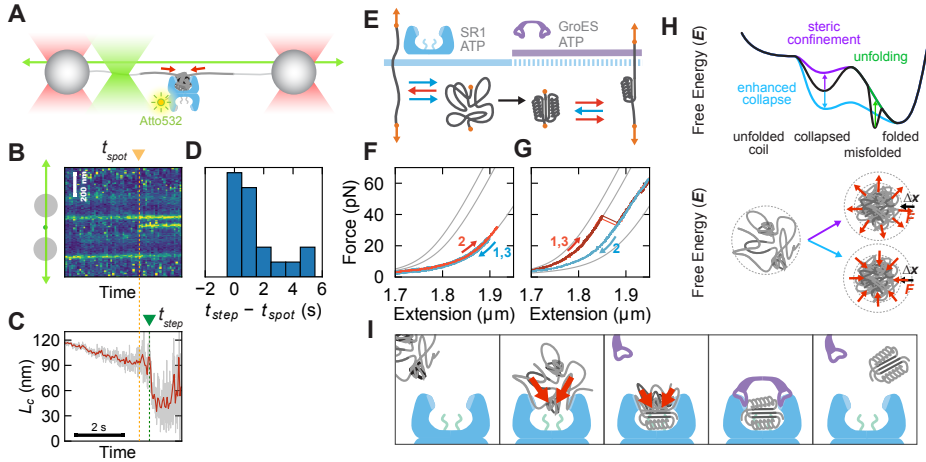 A
Atto532
B
t_spot
200 nm
Time
C
t_step
L_c (nm)
120
90
60
30
0
2 s
Time
D
0 2 4 6
t_step − t_spot (s)
E
SR1
ATP
GroES
ATP
F
Force (pN)
60
40
20
0
2
1,3
1.7 1.8 1.9
Extension (µm)
G
1,3
2
1.7 1.8 1.9
Extension (µm)
H
Free Energy (E)
steric
confinement
unfolding
enhanced
collapse
unfolded
coil
collapsed
folded
misfolded
Free Energy (E)
Δx
F
Δx
F
I